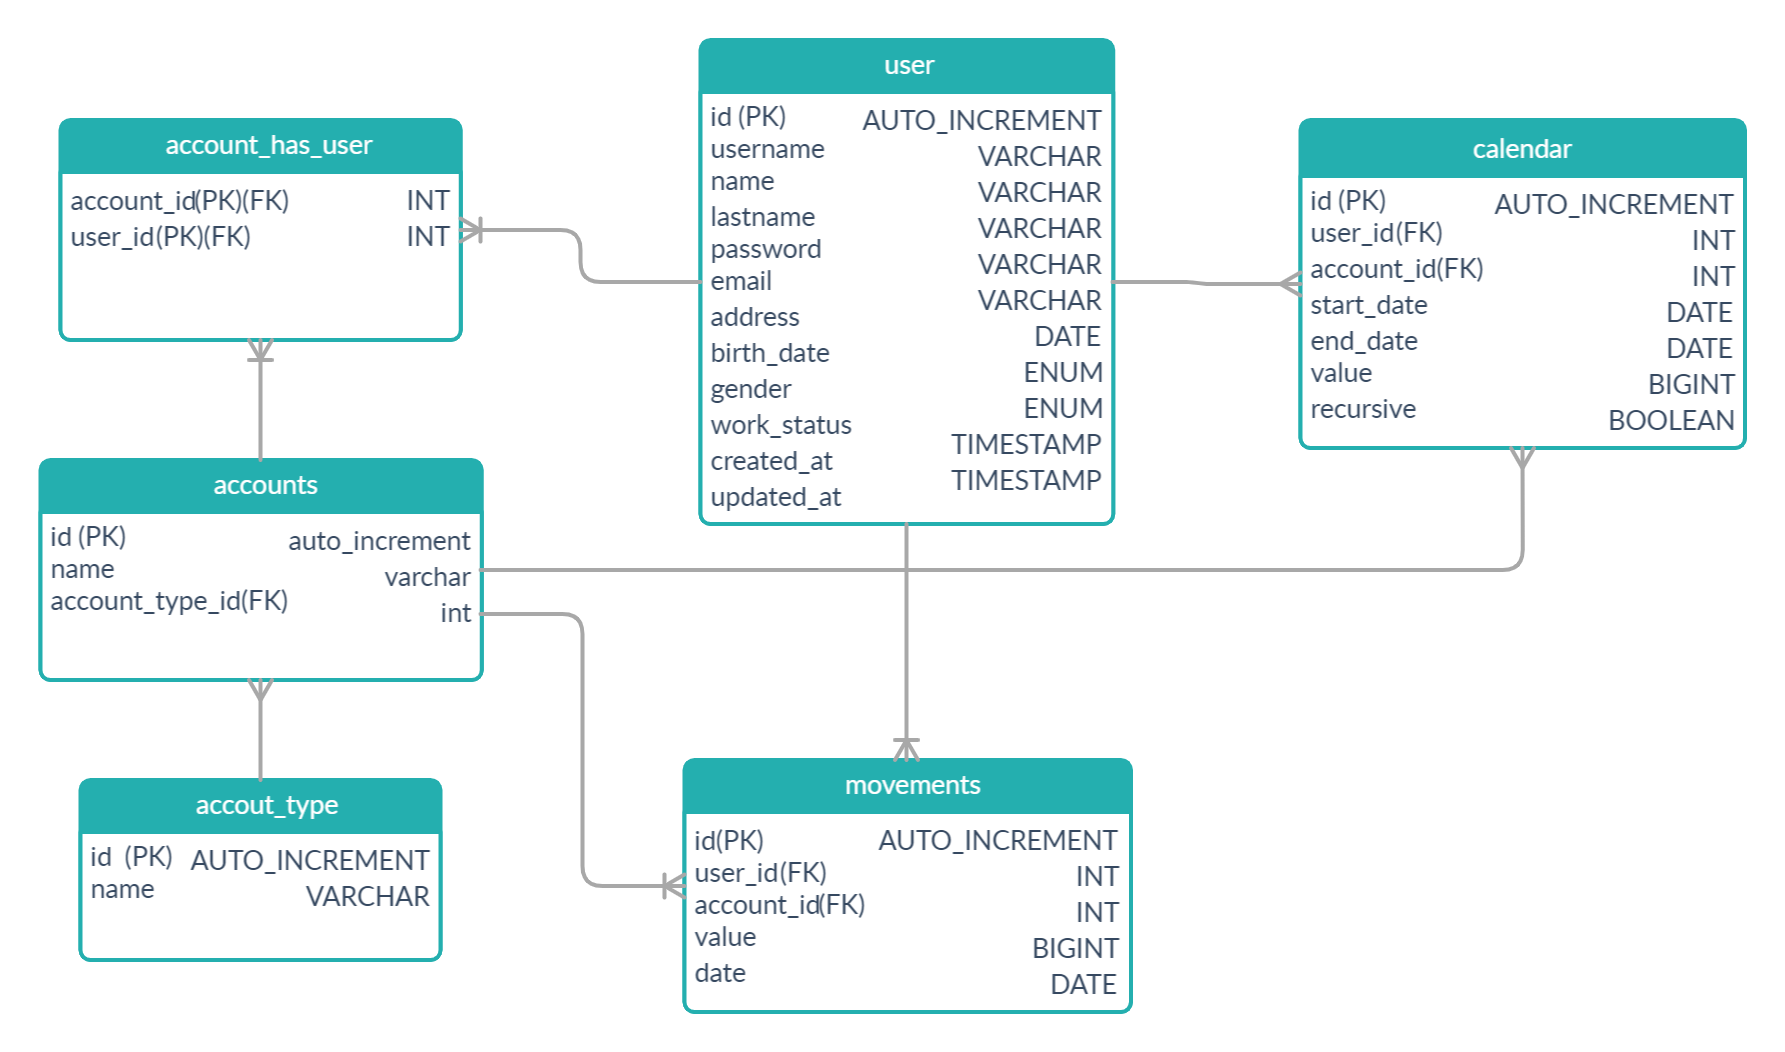 user
id (PK) AUTO_INCREMENT
username VARCHAR
name VARCHAR
lastname VARCHAR
password VARCHAR
email VARCHAR
address DATE
birth_date ENUM
gender ENUM
work_status TIMESTAMP
created_at TIMESTAMP
updated_at
account_has_user
account_id(PK)(FK) INT
user_id(PK)(FK) INT
calendar
id (PK) AUTO_INCREMENT
user_id(FK) INT
account_id(FK) INT
start_date DATE
end_date DATE
value BIGINT
recursive BOOLEAN
accounts
id (PK) auto_increment
name varchar
account_type_id(FK) int
accout_type
id (PK) AUTO_INCREMENT
name VARCHAR
movements
id(PK) AUTO_INCREMENT
user_id(FK) INT
account_id(FK) INT
value BIGINT
date DATE